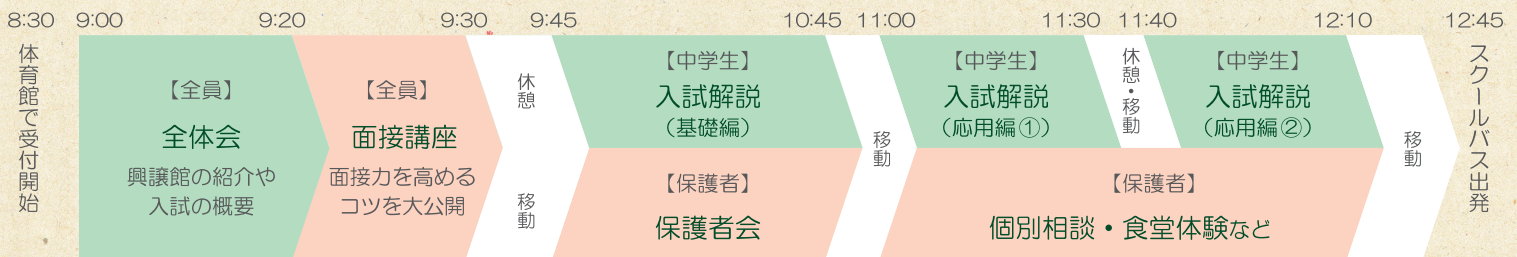 8:30 9:00 9:20 9:30 9:45 10:45 11:00 11:30 11:40 12:10 12:45
体育館で受付開始
【全員】
全体会
興譲館の紹介や
入試の概要
【全員】
面接講座
面接力を高める
コツを大公開
休憩
移動
【中学生】
入試解説
（基礎編）
【保護者】
保護者会
移動
【中学生】
入試解説
（応用編①）
休憩・移動
【中学生】
入試解説
（応用編②）
【保護者】
個別相談・食堂体験など
移動
スクールバス出発